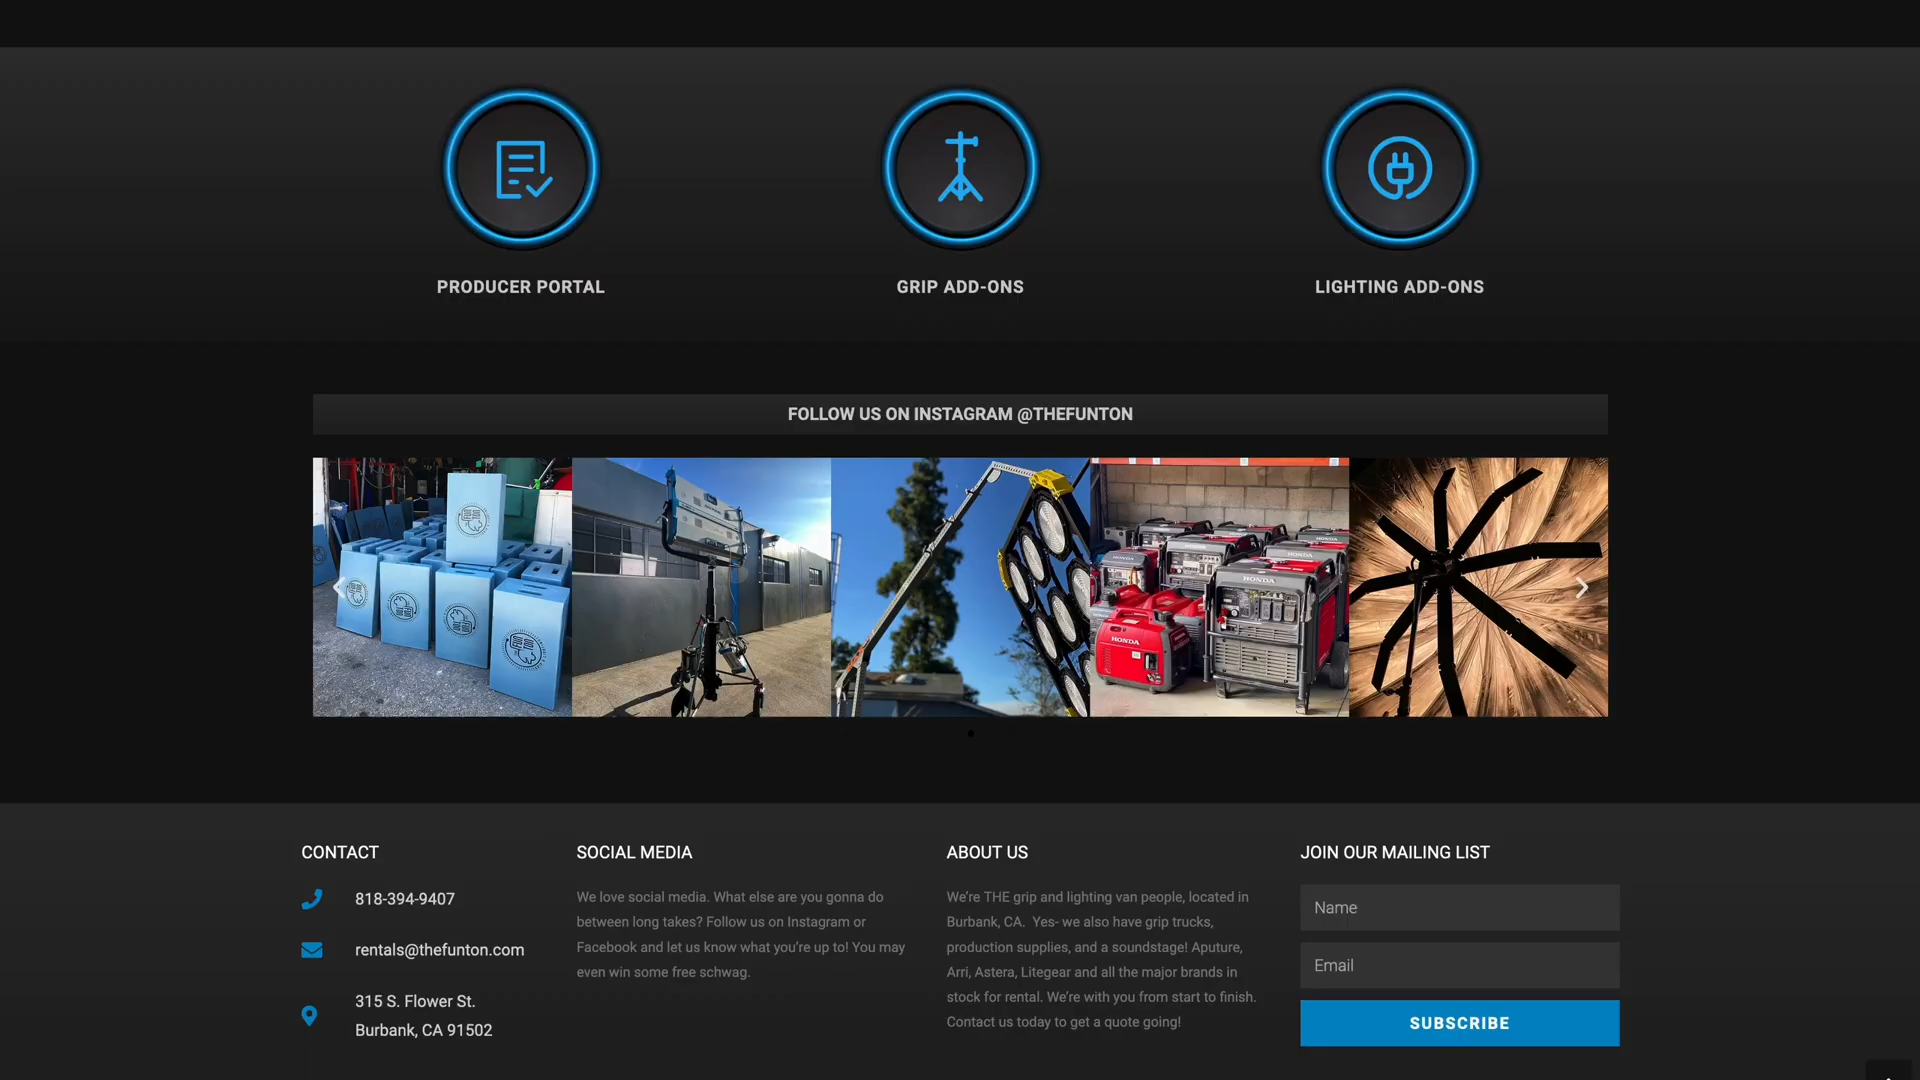 PRODUCER PORTAL
GRIP ADD-ONS
LIGHTING ADD-ONS
FOLLOW US ON INSTAGRAM @THEFUNTON
HONDA
HONDA
HONDA
CONTACT
818-394-9407
rentals@thefunton.com
315 S. Flower St.
Burbank, CA 91502
SOCIAL MEDIA
We love social media. What else are you gonna do
between long takes? Follow us on Instagram or
Facebook and let us know what you're up to! You may
even win some free schwag.
ABOUT US
We're THE grip and lighting van people, located in
Burbank, CA.  Yes- we also have grip trucks,
production supplies, and a soundstage! Aputure,
Arri, Astera, Litegear and all the major brands in
stock for rental. We're with you from start to finish.
Contact us today to get a quote going!
JOIN OUR MAILING LIST
Name
Email
SUBSCRIBE